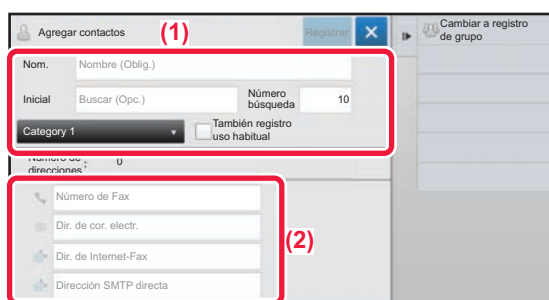 Agregar contactos
(1)
Registrar
Cambiar a registro
de grupo
Nom.
Nombre (Oblig.)
Inicial
Buscar (Opc.)
Número
búsqueda
10
Category 1
También registro
uso habitual
Número de
direcciones
:
0
Número de Fax
Dir. de cor. electr.
(2)
Dir. de Internet-Fax
Dirección SMTP directa